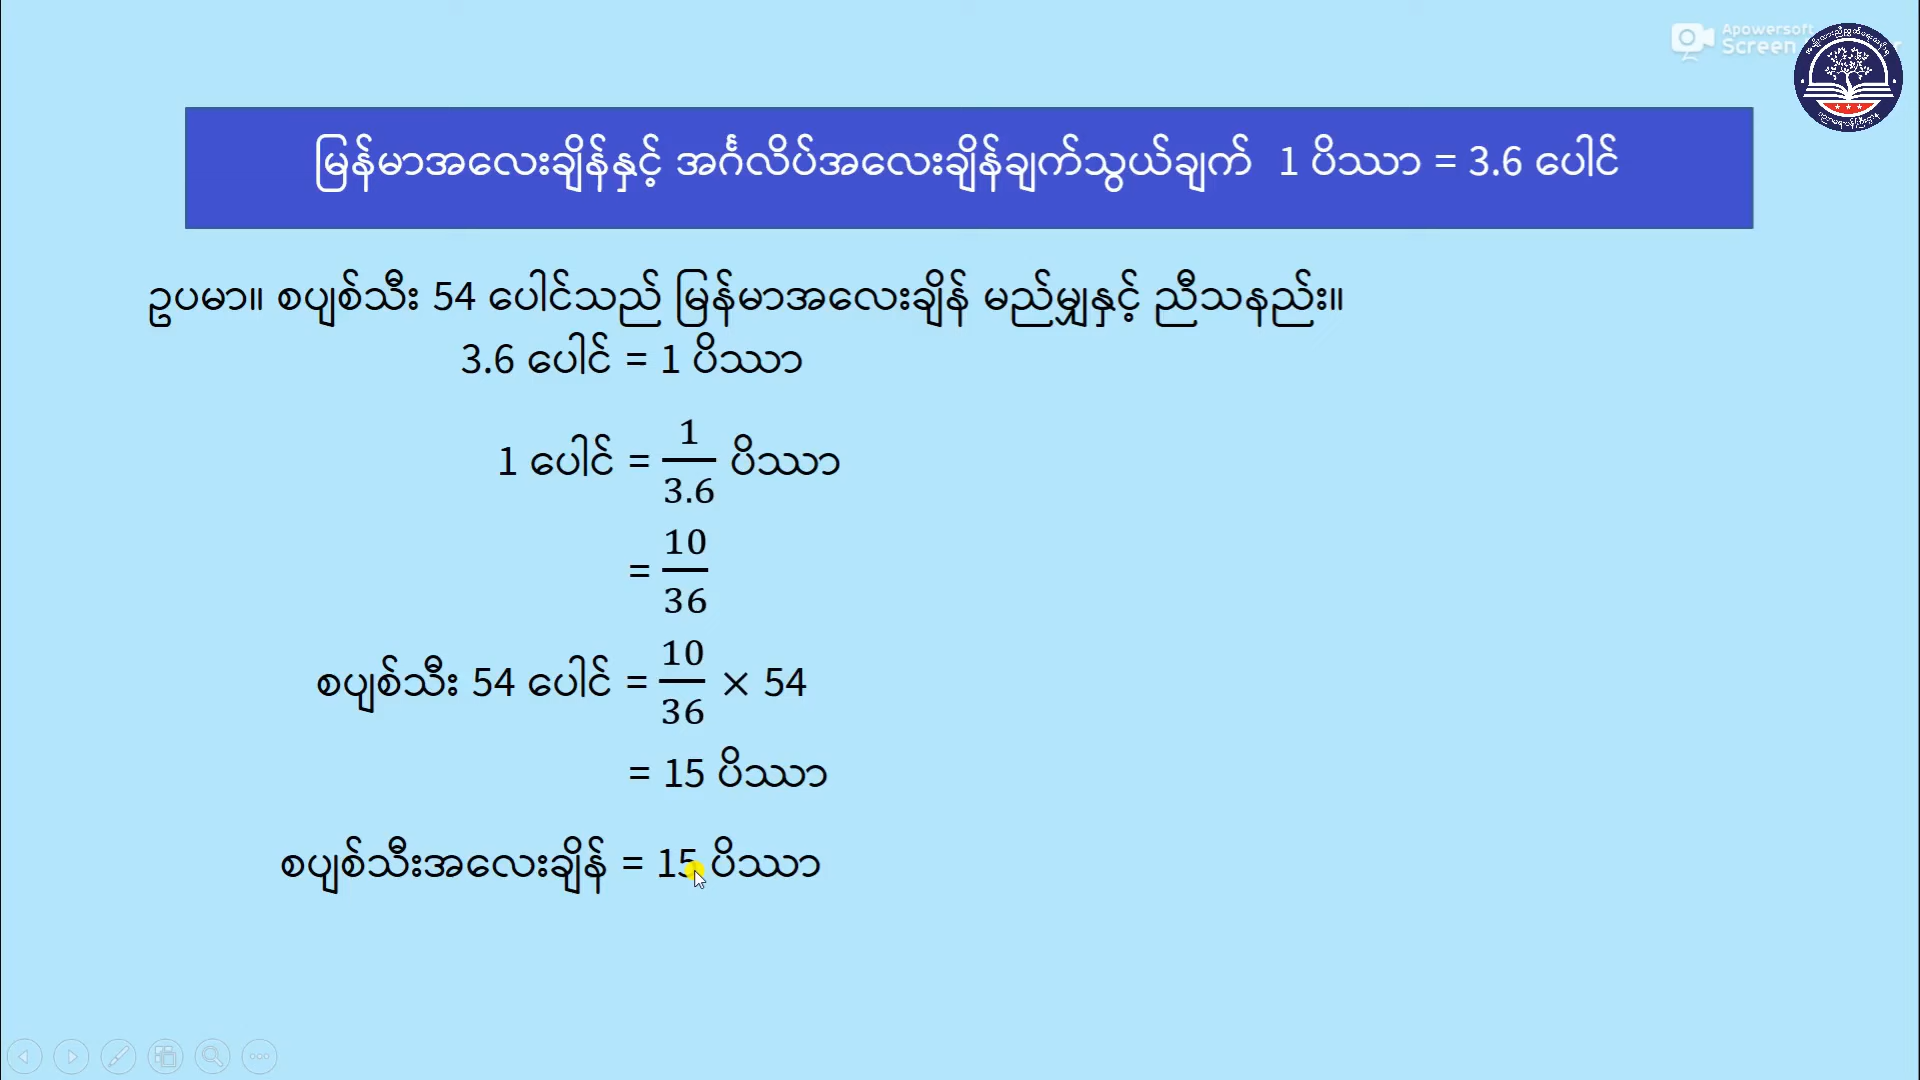 Apowersoft
Screen
မြန်မာအလေးချိန်နှင့် အင်္ဂလိပ်အလေးချိန်ချက်သွယ်ချက် 1 ပိဿာ = 3.6 ပေါင်
ဥပမာ။ စပျစ်သီး 54 ပေါင်သည် မြန်မာအလေးချိန် မည်မျှနှင့် ညီသနည်း။
3.6 ပေါင် = 1 ပိဿာ
1 ပေါင် = 1/3.6 ပိဿာ
= 10/36
စပျစ်သီး 54 ပေါင် = 10/36 × 54
= 15 ပိဿာ
စပျစ်သီးအလေးချိန် = 15 ပိဿာ